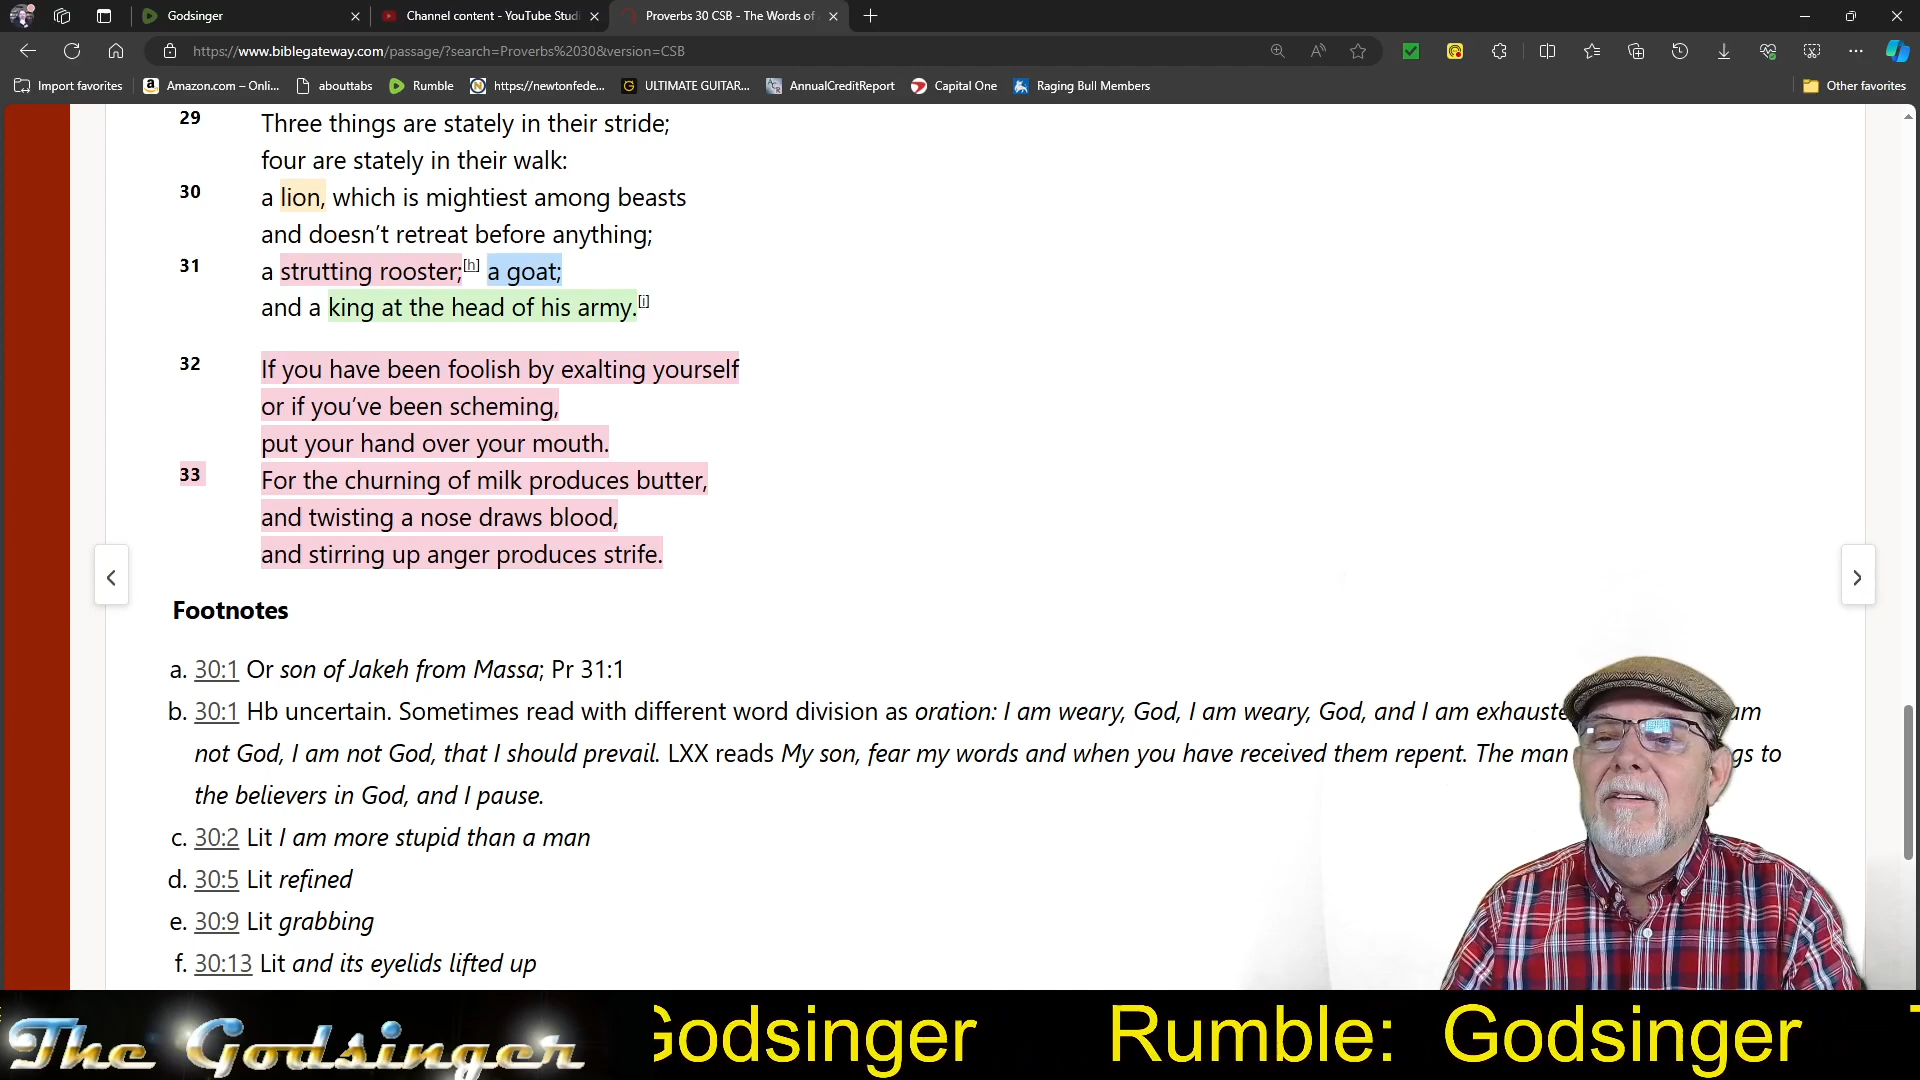 Godsinger
Channel content - YouTube Studi
Proverbs 30 CSB - The Words of
https://www.biblegateway.com/passage/?search=Proverbs%2030&version=CSB
Import favorites
Amazon.com – Onli...
abouttabs
Rumble
https://newtonfede...
ULTIMATE GUITAR...
AnnualCreditReport
Capital One
Raging Bull Members
Other favorites
29 Three things are stately in their stride;
four are stately in their walk:
30 a lion, which is mightiest among beasts
and doesn’t retreat before anything;
31 a strutting rooster;[h] a goat;
and a king at the head of his army.[i]
32 If you have been foolish by exalting yourself
or if you’ve been scheming,
put your hand over your mouth.
33 For the churning of milk produces butter,
and twisting a nose draws blood,
and stirring up anger produces strife.
Footnotes
a. 30:1 Or son of Jakeh from Massa; Pr 31:1
b. 30:1 Hb uncertain. Sometimes read with different word division as oration: I am weary, God, I am weary, God, and I am exhauste am
not God, I am not God, that I should prevail. LXX reads My son, fear my words and when you have received them repent. The man gs to
the believers in God, and I pause.
c. 30:2 Lit I am more stupid than a man
d. 30:5 Lit refined
e. 30:9 Lit grabbing
f. 30:13 Lit and its eyelids lifted up
The Godsinger
Godsinger Rumble: Godsinger